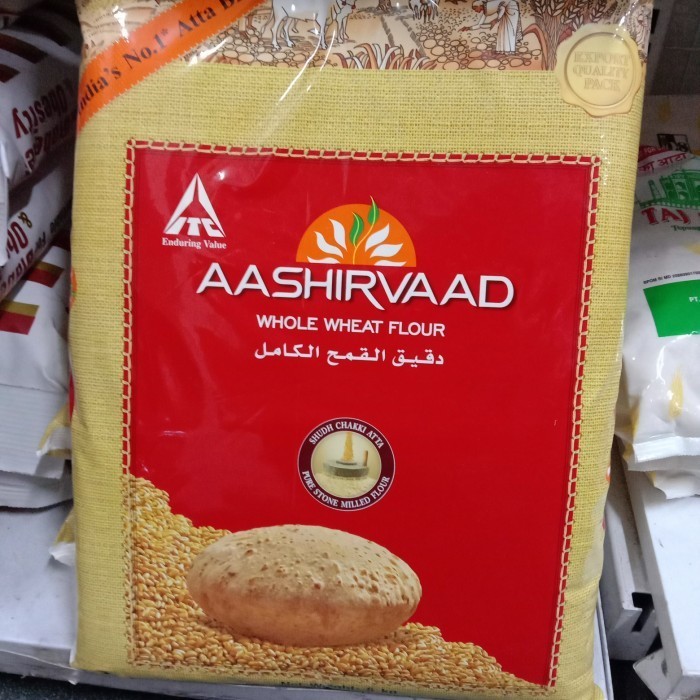 India's No.1* Atta
EXPORT
QUALITY
PACK
ITC
Enduring Value
AASHIRVAAD
WHOLE WHEAT FLOUR
دقيق القمح الكامل
SHUDH CHAKKI ATTA
PURE STONE MILLED FLOUR
TAJ
Obesity